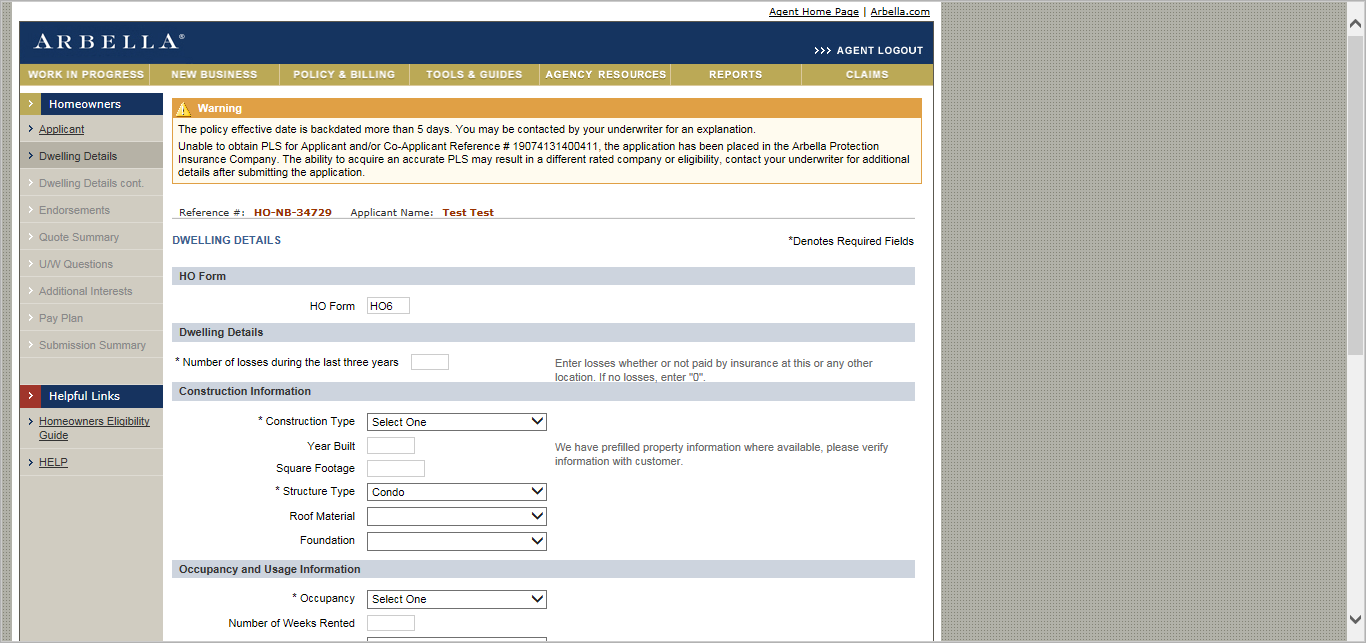 Agent Home Page | Arbella.com
ARBELLA®
>>> AGENT LOGOUT
WORK IN PROGRESS NEW BUSINESS POLICY & BILLING TOOLS & GUIDES AGENCY RESOURCES REPORTS CLAIMS
Homeowners
Applicant
Dwelling Details
Dwelling Details cont.
Endorsements
Quote Summary
U/W Questions
Additional Interests
Pay Plan
Submission Summary
Helpful Links
Homeowners Eligibility
Guide
HELP
Warning
The policy effective date is backdated more than 5 days. You may be contacted by your underwriter for an explanation.
Unable to obtain PLS for Applicant and/or Co-Applicant Reference # 19074131400411, the application has been placed in the Arbella Protection
Insurance Company. The ability to acquire an accurate PLS may result in a different rated company or eligibility, contact your underwriter for additional
details after submitting the application.
Reference #: HO-NB-34729 Applicant Name: Test Test
DWELLING DETAILS
*Denotes Required Fields
HO Form
HO Form HO6
Dwelling Details
* Number of losses during the last three years
Enter losses whether or not paid by insurance at this or any other
location. If no losses, enter "0".
Construction Information
* Construction Type Select One
Year Built
We have prefilled property information where available, please verify
information with customer.
Square Footage
* Structure Type Condo
Roof Material
Foundation
Occupancy and Usage Information
* Occupancy Select One
Number of Weeks Rented